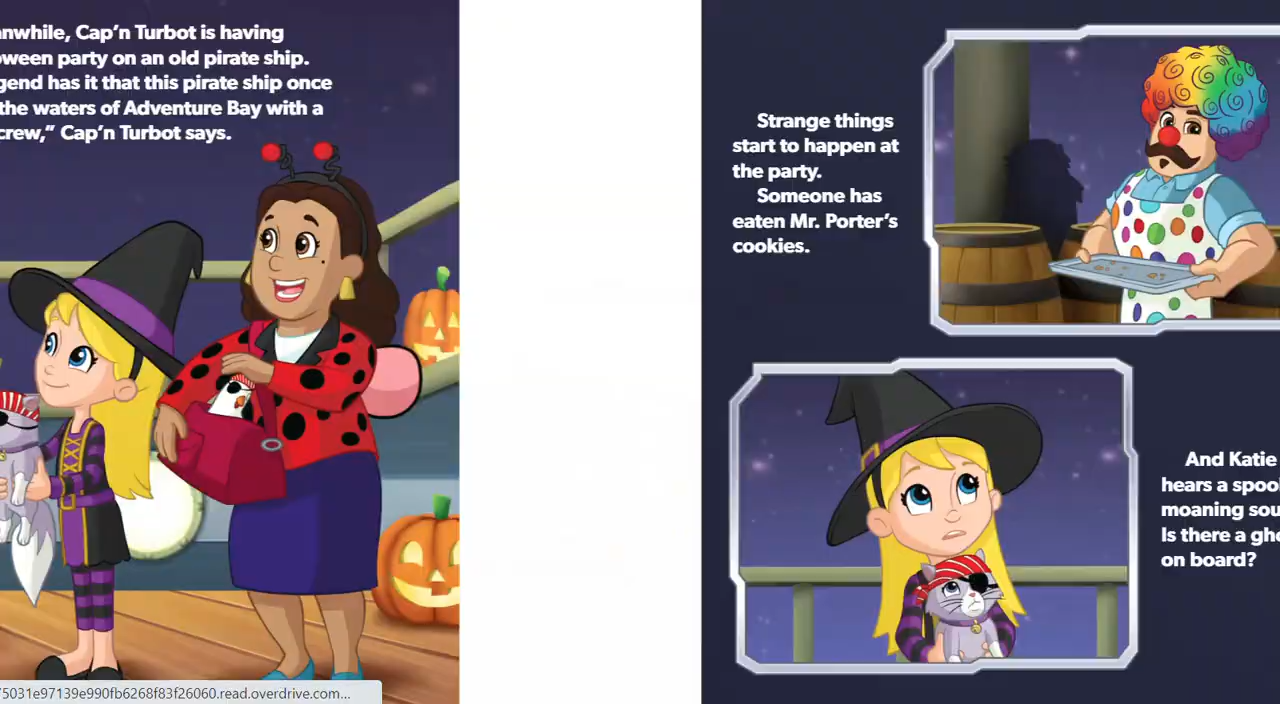 nwhile, Cap'n Turbot is having
ween party on an old pirate ship.
gend has it that this pirate ship once
the waters of Adventure Bay with a
crew," Cap'n Turbot says.
Strange things
start to happen at
the party.
Someone has
eaten Mr. Porter's
cookies.
And Katie
hears a spoo
moaning sou
Is there a gh
on board?
75031e97139e990fb6268f83f26060.read.overdrive.com...